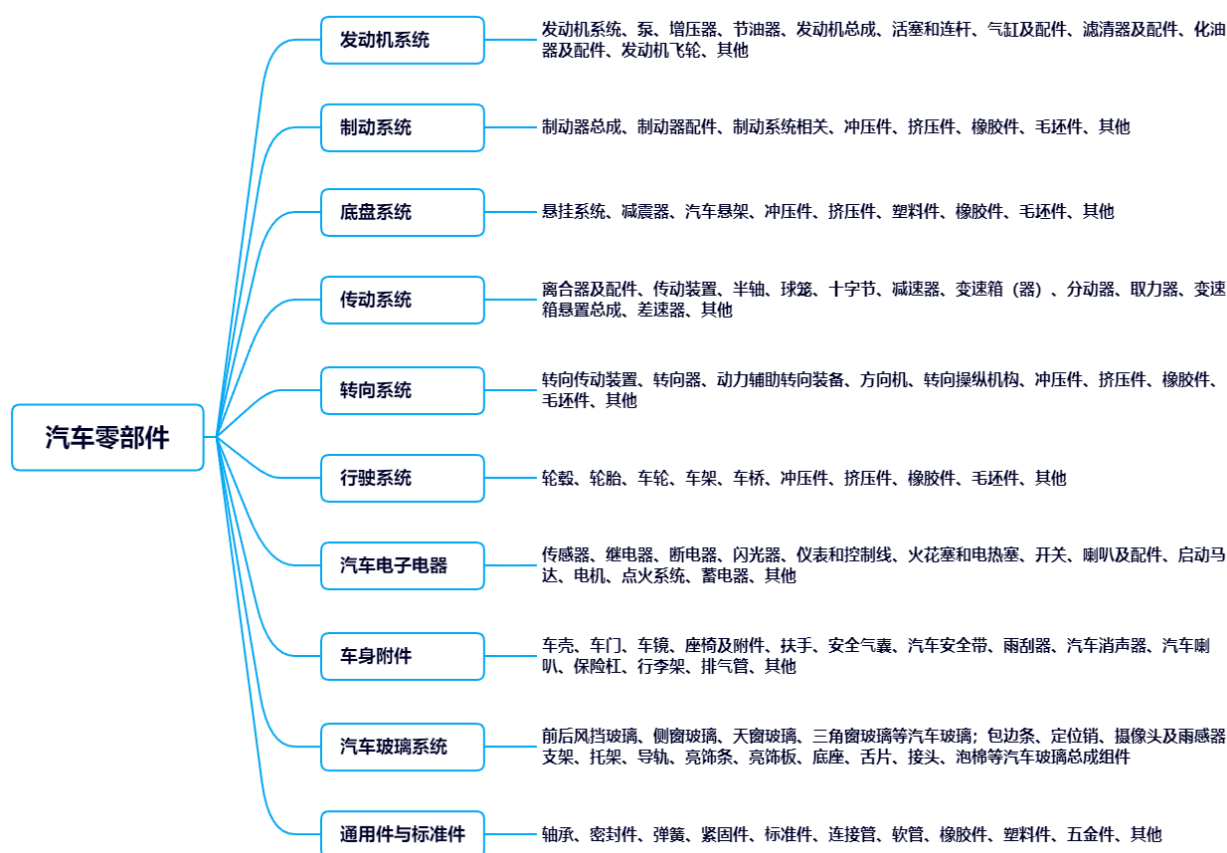 汽车零部件
发动机系统
发动机系统、泵、增压器、节油器、发动机总成、活塞和连杆、气缸及配件、滤清器及配件、化油
器及配件、发动机飞轮、其他
制动系统
制动器总成、制动器配件、制动系统相关、冲压件、挤压件、橡胶件、毛坯件、其他
底盘系统
悬挂系统、减震器、汽车悬架、冲压件、挤压件、塑料件、橡胶件、毛坯件、其他
传动系统
离合器及配件、传动装置、半轴、球笼、十字节、减速器、变速箱（器）、分动器、取力器、变速
箱悬置总成、差速器、其他
转向系统
转向传动装置、转向器、动力辅助转向装备、方向机、转向操纵机构、冲压件、挤压件、橡胶件、
毛坯件、其他
行驶系统
轮毂、轮胎、车轮、车架、车桥、冲压件、挤压件、橡胶件、毛坯件、其他
汽车电子电器
传感器、继电器、断电器、闪光器、仪表和控制线、火花塞和电热塞、开关、喇叭及配件、启动马
达、电机、点火系统、蓄电器、其他
车身附件
车壳、车门、车镜、座椅及附件、扶手、安全气囊、汽车安全带、雨刮器、汽车消声器、汽车喇
叭、保险杠、行李架、排气管、其他
汽车玻璃系统
前后风挡玻璃、侧窗玻璃、天窗玻璃、三角窗玻璃等汽车玻璃；包边条、定位销、摄像头及雨感器
支架、托架、导轨、亮饰条、亮饰板、底座、舌片、接头、泡棉等汽车玻璃总成组件
通用件与标准件
轴承、密封件、弹簧、紧固件、标准件、连接管、软管、橡胶件、塑料件、五金件、其他